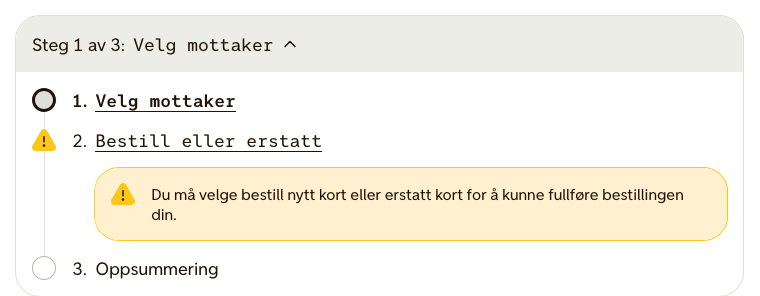 Steg 1 av 3: Velg mottaker
1. Velg mottaker
2. Bestill eller erstatt
Du må velge bestill nytt kort eller erstatt kort for å kunne fullføre bestillingen
din.
3. Oppsummering